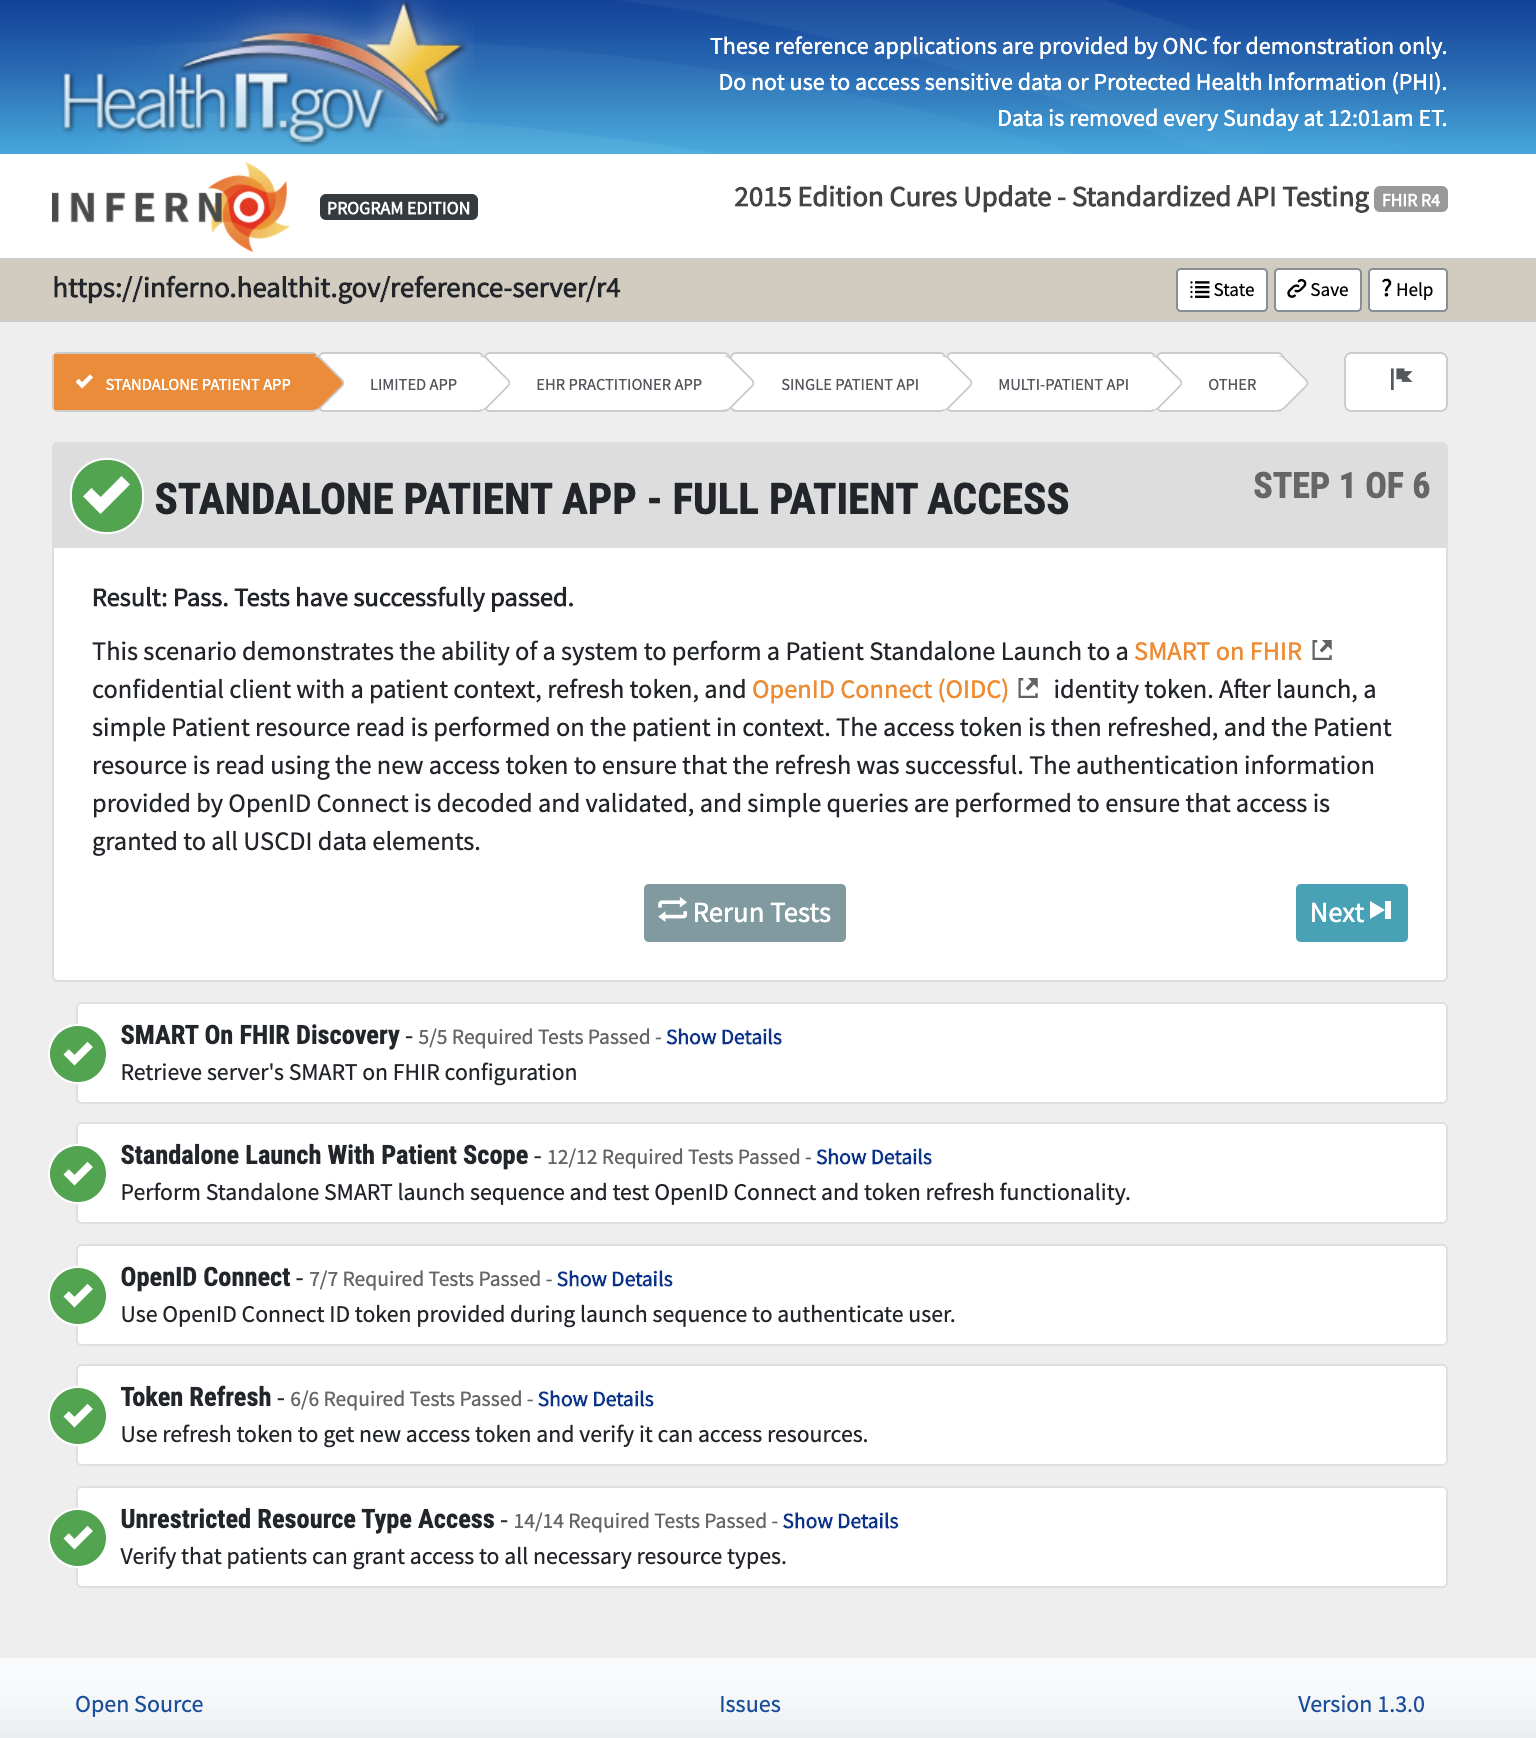 HealthIT.gov
These reference applications are provided by ONC for demonstration only.
Do not use to access sensitive data or Protected Health Information (PHI).
Data is removed every Sunday at 12:01am ET.
INFERNO PROGRAM EDITION
2015 Edition Cures Update - Standardized API Testing FHIR R4
https://inferno.healthit.gov/reference-server/r4
State Save ? Help
STANDALONE PATIENT APP LIMITED APP EHR PRACTITIONER APP SINGLE PATIENT API MULTI-PATIENT API OTHER
STANDALONE PATIENT APP - FULL PATIENT ACCESS
STEP 1 OF 6
Result: Pass. Tests have successfully passed.
This scenario demonstrates the ability of a system to perform a Patient Standalone Launch to a SMART on FHIR
confidential client with a patient context, refresh token, and OpenID Connect (OIDC) identity token. After launch, a
simple Patient resource read is performed on the patient in context. The access token is then refreshed, and the Patient
resource is read using the new access token to ensure that the refresh was successful. The authentication information
provided by OpenID Connect is decoded and validated, and simple queries are performed to ensure that access is
granted to all USCDI data elements.
Rerun Tests
Next
SMART On FHIR Discovery - 5/5 Required Tests Passed - Show Details
Retrieve server's SMART on FHIR configuration
Standalone Launch With Patient Scope - 12/12 Required Tests Passed - Show Details
Perform Standalone SMART launch sequence and test OpenID Connect and token refresh functionality.
OpenID Connect - 7/7 Required Tests Passed - Show Details
Use OpenID Connect ID token provided during launch sequence to authenticate user.
Token Refresh - 6/6 Required Tests Passed - Show Details
Use refresh token to get new access token and verify it can access resources.
Unrestricted Resource Type Access - 14/14 Required Tests Passed - Show Details
Verify that patients can grant access to all necessary resource types.
Open Source
Issues
Version 1.3.0